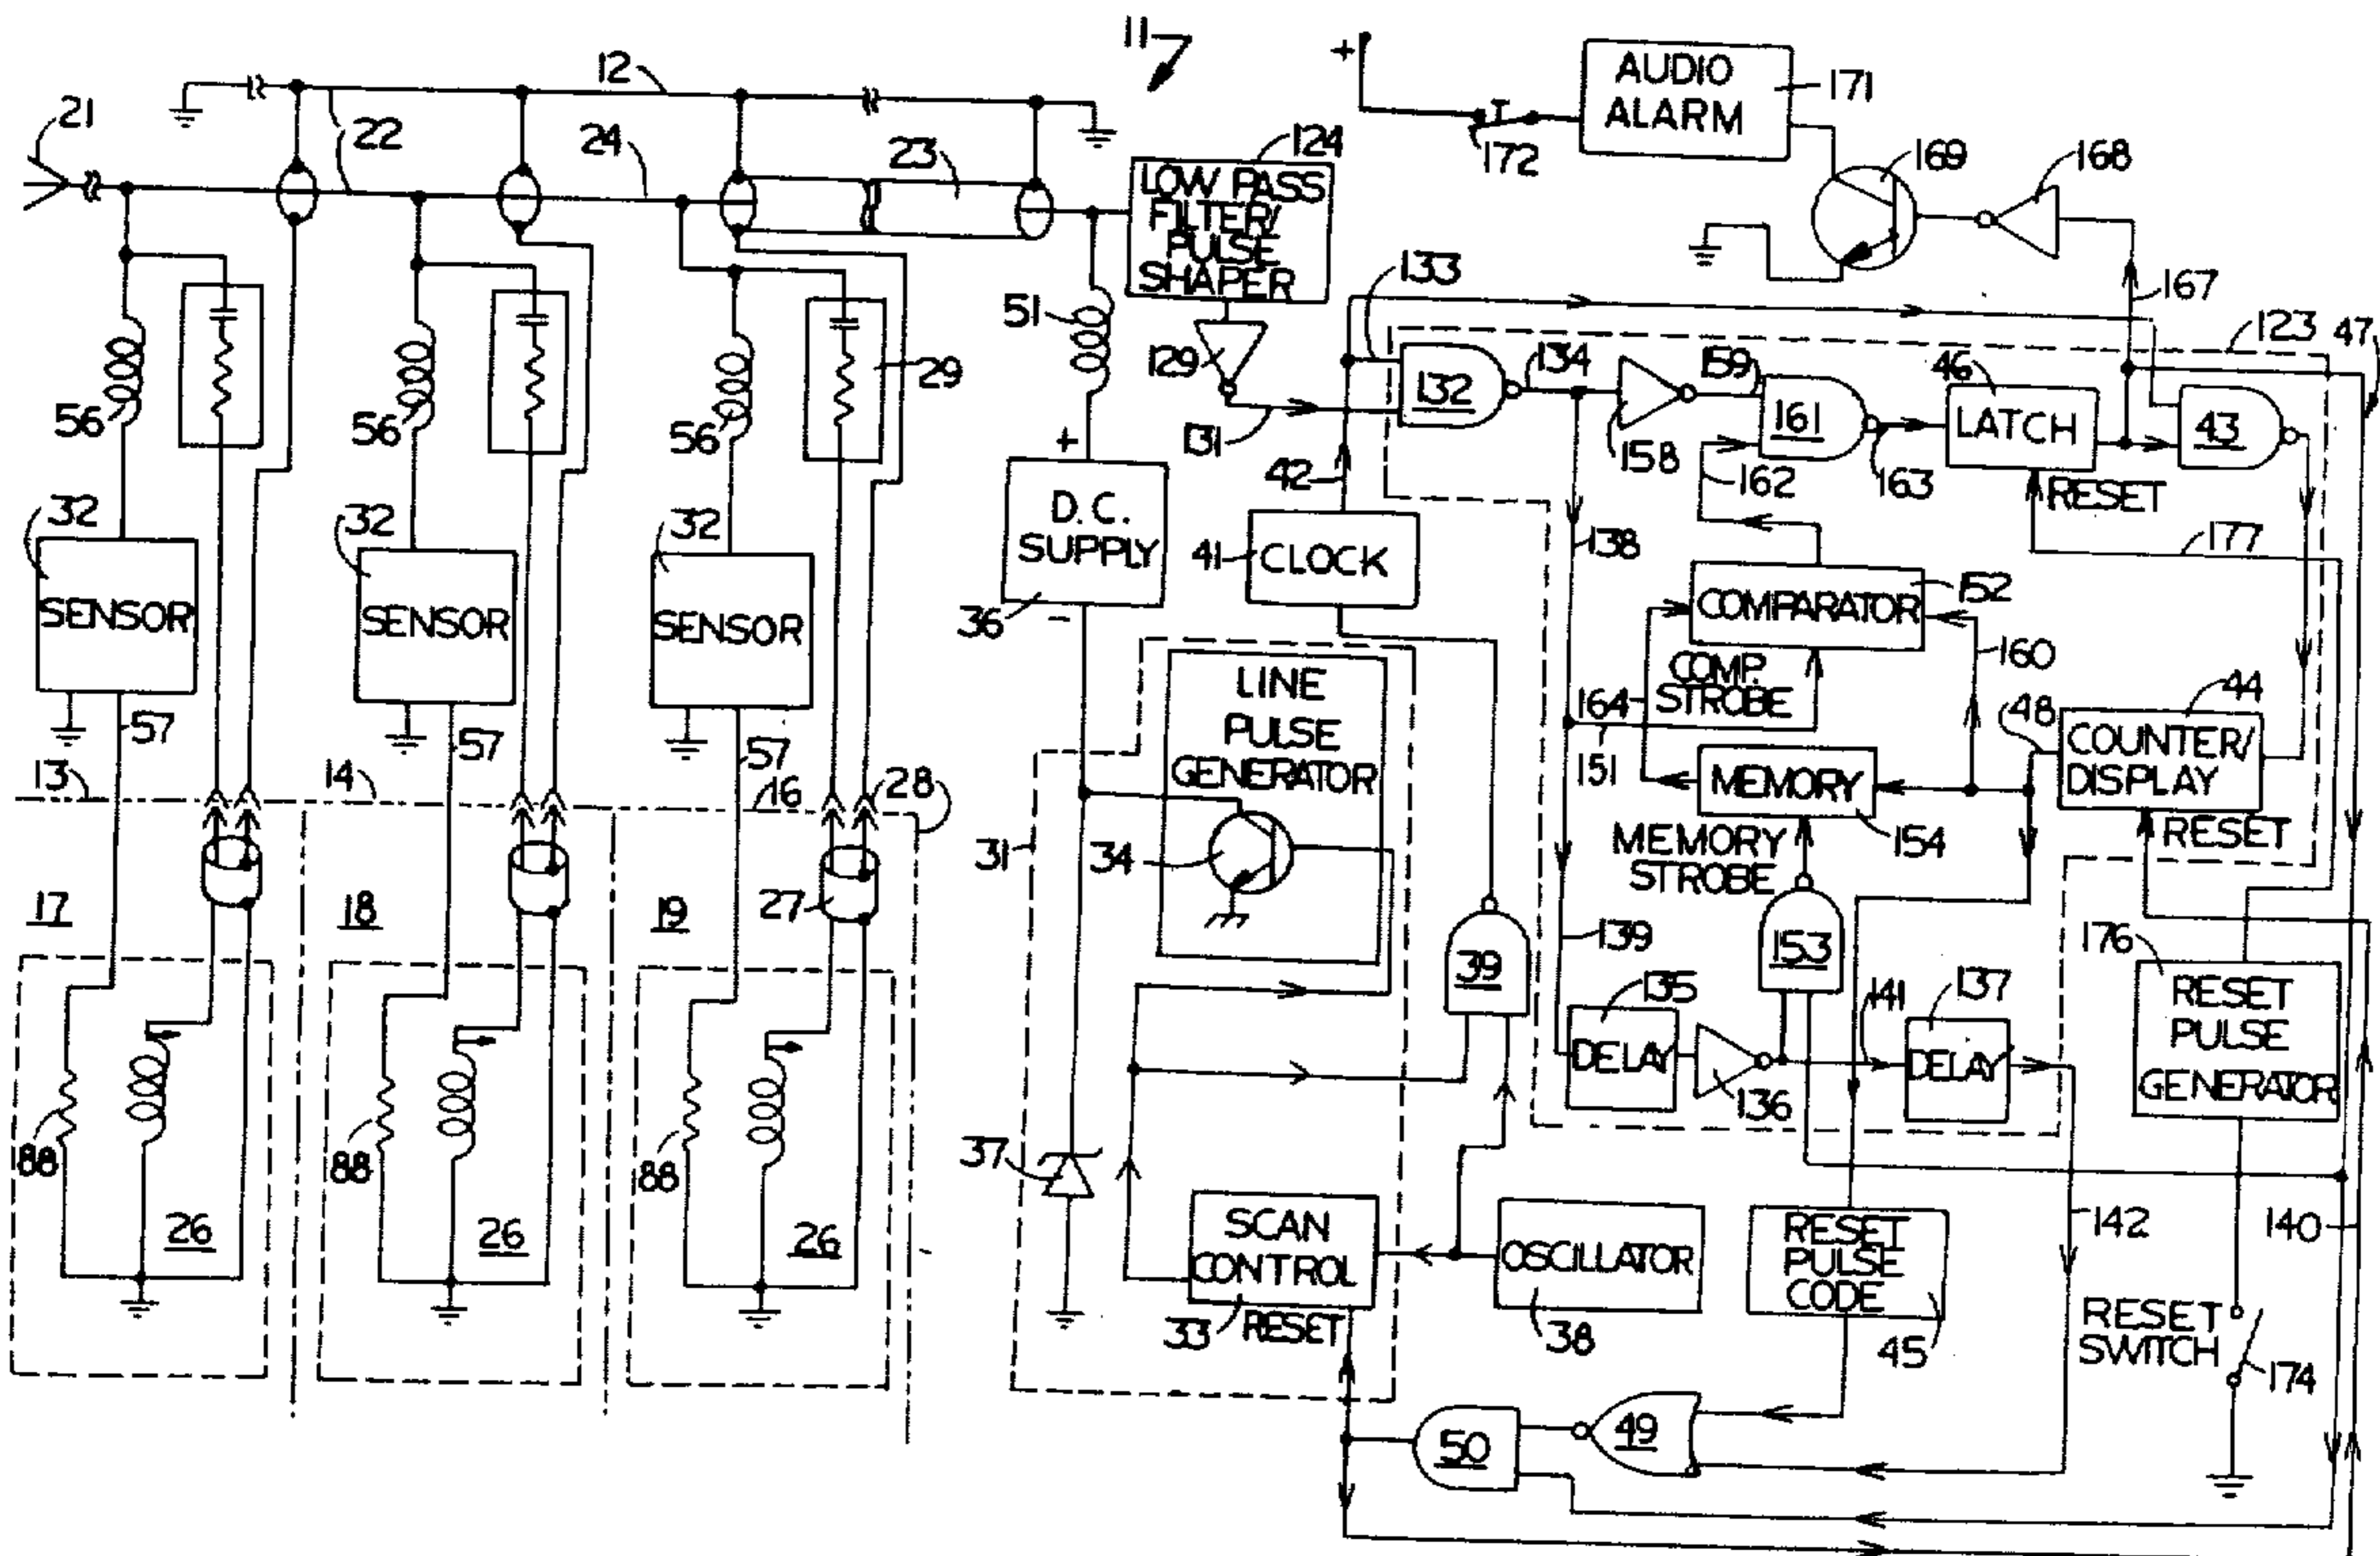 11
12
21
22
24
23
124
LOW PASS
FILTER/
PULSE
SHAPER
+
AUDIO
ALARM
171
172
169
168
167
133
51
129
131
132
134
158
159
161
162
163
46
LATCH
RESET
43
123
47
56
56
56
29
+
D.C.
SUPPLY
36
−
42
41
CLOCK
138
177
32
SENSOR
32
SENSOR
32
SENSOR
57
57
57
COMPARATOR
152
160
COMP.
STROBE
164
151
MEMORY
154
MEMORY
STROBE
48
44
COUNTER/
DISPLAY
RESET
13
14
16
28
31
LINE
PULSE
GENERATOR
34
17
18
19
27
39
153
139
135
DELAY
136
141
137
DELAY
176
RESET
PULSE
GENERATOR
88
88
88
26
26
26
37
SCAN
CONTROL
33
RESET
OSCILLATOR
38
RESET
PULSE
CODE
45
142
140
RESET
SWITCH
174
50
49